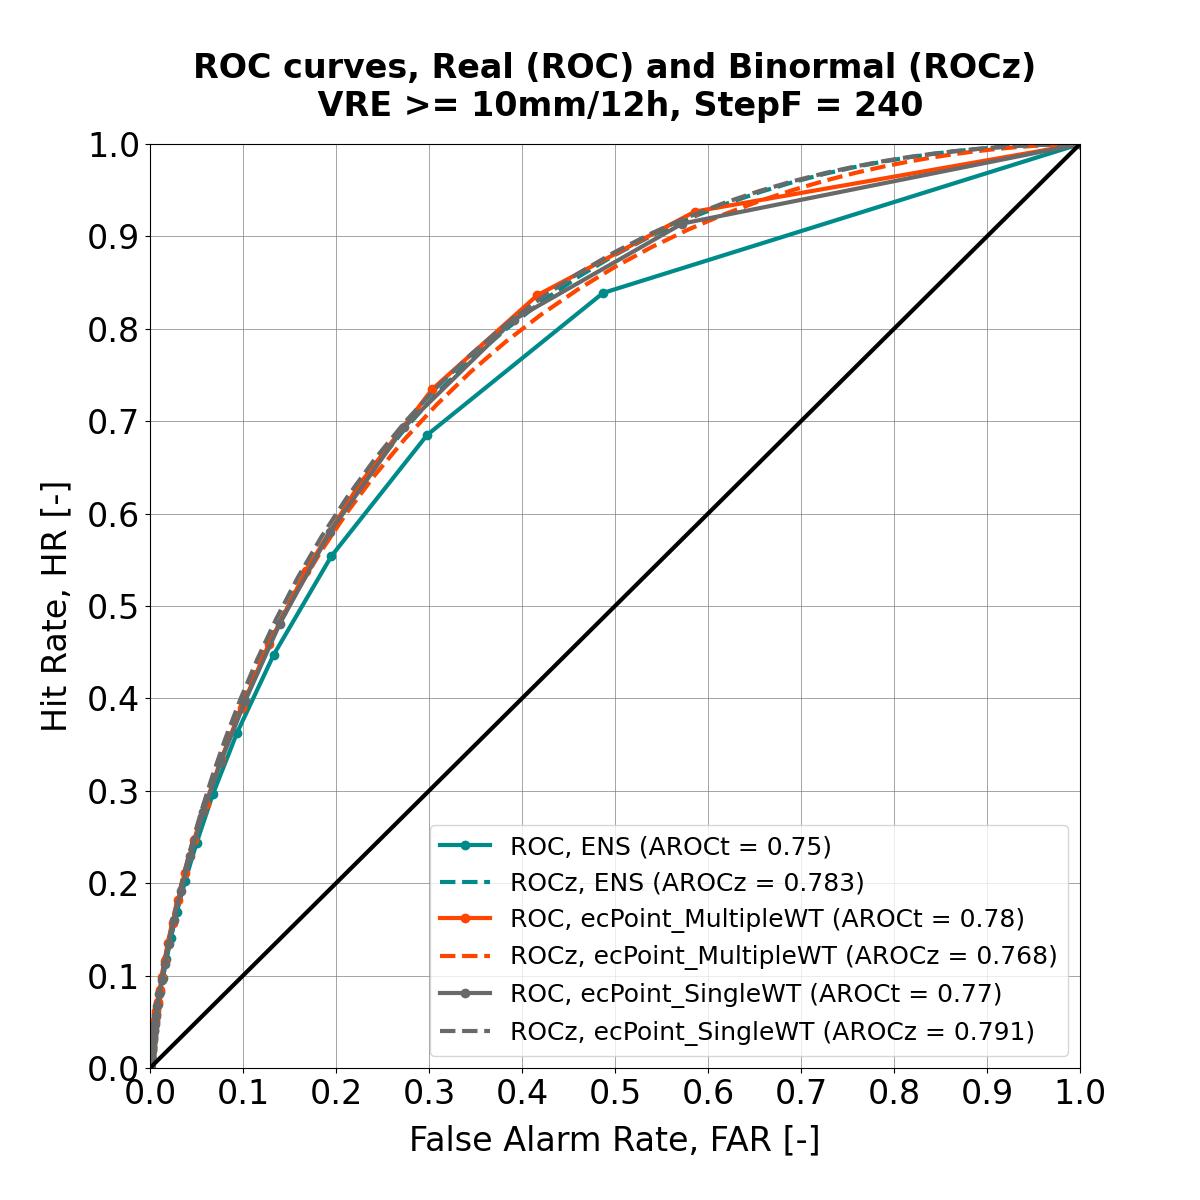 ROC curves, Real (ROC) and Binormal (ROCz)
VRE >= 10mm/12h, StepF = 240
1.0
0.9
0.8
0.7
0.6
0.5
0.4
0.3
0.2
0.1
0.0
Hit Rate, HR [-]
ROC, ENS (AROCt = 0.75)
ROCz, ENS (AROCz = 0.783)
ROC, ecPoint_MultipleWT (AROCt = 0.78)
ROCz, ecPoint_MultipleWT (AROCz = 0.768)
ROC, ecPoint_SingleWT (AROCt = 0.77)
ROCz, ecPoint_SingleWT (AROCz = 0.791)
0.0 0.1 0.2 0.3 0.4 0.5 0.6 0.7 0.8 0.9 1.0
False Alarm Rate, FAR [-]